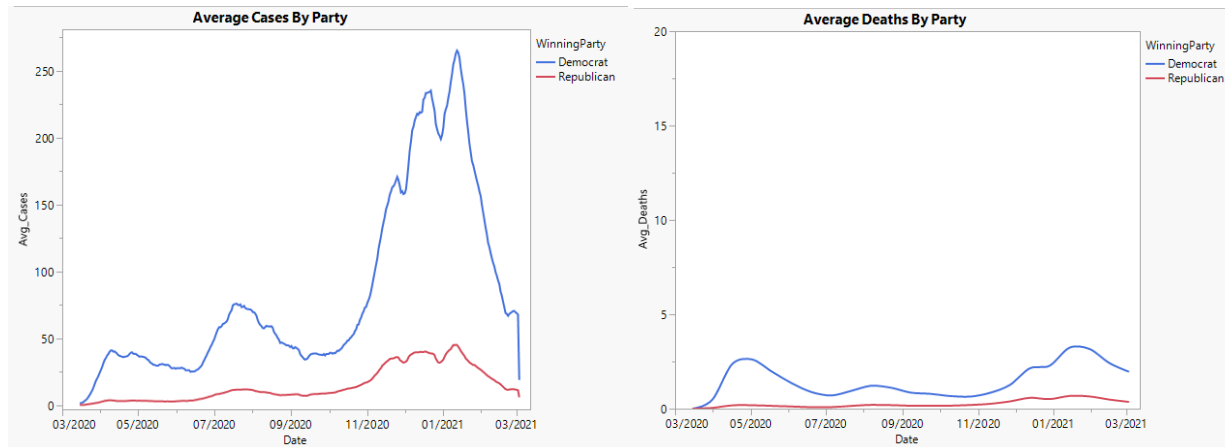 Average Cases By Party
WinningParty
Democrat
Republican
Avg_Cases
250
200
150
100
50
0
03/2020 05/2020 07/2020 09/2020 11/2020 01/2021 03/2021
Date
Average Deaths By Party
WinningParty
Democrat
Republican
Avg_Deaths
20
15
10
5
0
03/2020 05/2020 07/2020 09/2020 11/2020 01/2021 03/2021
Date